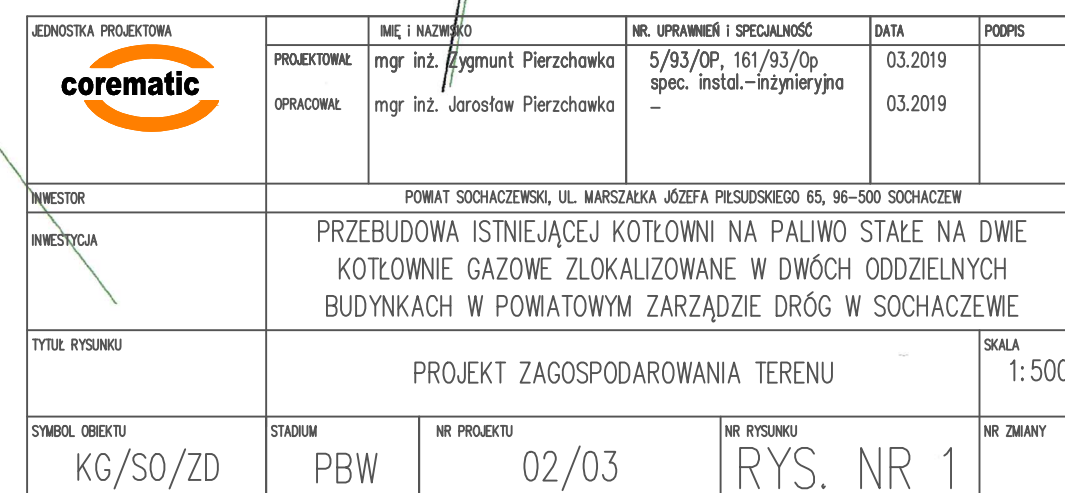 JEDNOSTKA PROJEKTOWA
corematic
IMIĘ i NAZWISKO
NR. UPRAWNIEŃ i SPECJALNOŚĆ
DATA
PODPIS
PROJEKTOWAŁ
mgr inż. Zygmunt Pierzchawka
5/93/OP, 161/93/Op
spec. instal.–inżynieryjna
03.2019
OPRACOWAŁ
mgr inż. Jarosław Pierzchawka
–
03.2019
INWESTOR
POWIAT SOCHACZEWSKI, UL. MARSZAŁKA JÓZEFA PIŁSUDSKIEGO 65, 96–500 SOCHACZEW
INWESTYCJA
PRZEBUDOWA ISTNIEJĄCEJ KOTŁOWNI NA PALIWO STAŁE NA DWIE
KOTŁOWNIE GAZOWE ZLOKALIZOWANE W DWÓCH ODDZIELNYCH
BUDYNKACH W POWIATOWYM ZARZĄDZIE DRÓG W SOCHACZEWIE
TYTUŁ RYSUNKU
PROJEKT ZAGOSPODAROWANIA TERENU
SKALA
1:500
SYMBOL OBIEKTU
KG/SO/ZD
STADIUM
PBW
NR PROJEKTU
02/03
NR RYSUNKU
RYS. NR 1
NR ZMIANY